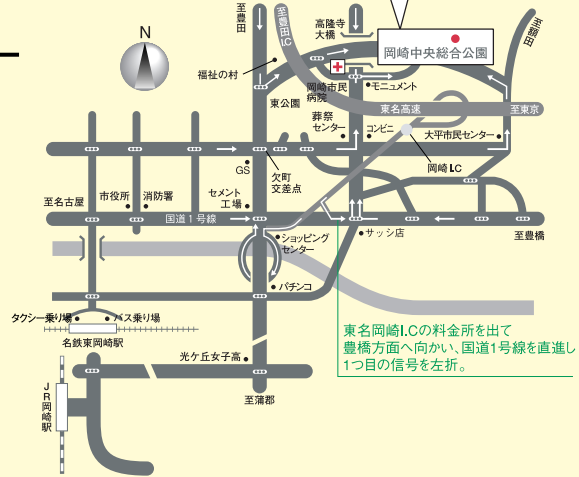 N
至豊田
至豊田I.C
高隆寺
大橋
岡崎中央総合公園
至額田
福祉の村
岡崎市民
病院
モニュメント
東公園
東名高速
至東京
葬祭
センター
コンビニ
大平市民センター
岡崎I.C
GS
欠町
交差点
至名古屋
市役所
消防署
セメント
工場
国道1号線
至豊橋
ショッピング
センター
サッシ店
パチンコ
タクシー乗り場
バス乗り場
名鉄東岡崎駅
東名岡崎I.Cの料金所を出て
豊橋方面へ向かい、国道1号線を直進し
1つ目の信号を左折。
光ケ丘女子高
至蒲郡
JR岡崎駅